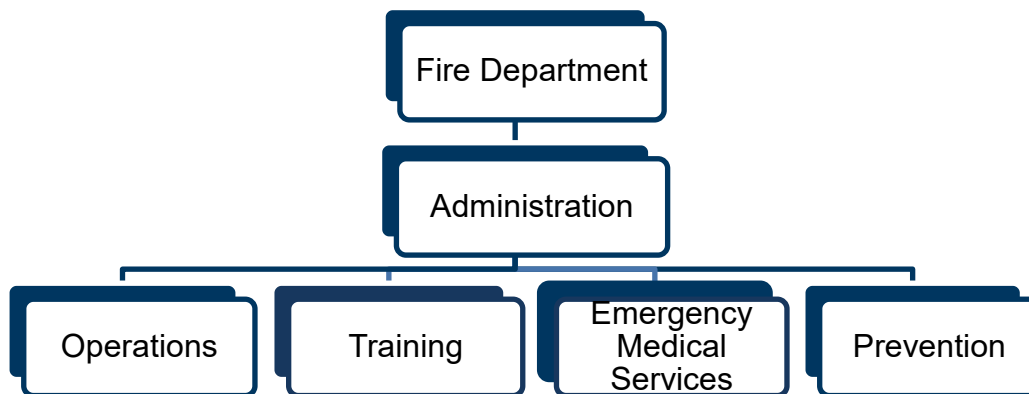 Fire Department
Administration
Operations
Training
Emergency
Medical
Services
Prevention